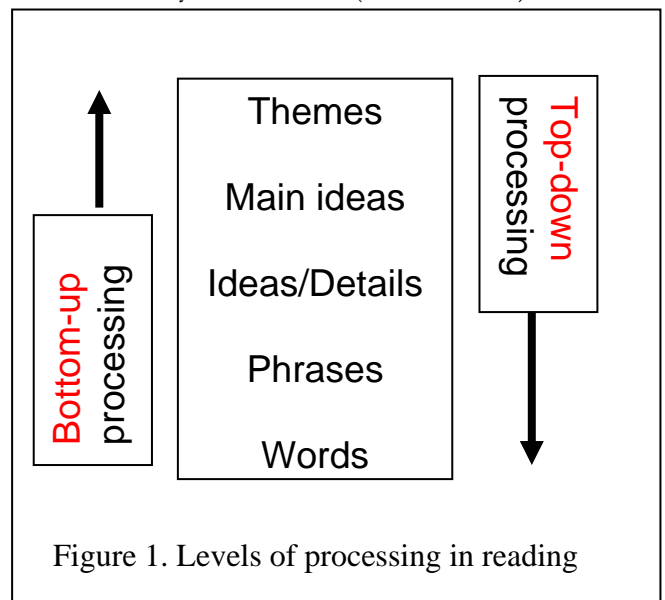 Themes
Main ideas
Ideas/Details
Phrases
Words
Bottom-up
processing
Top-down
processing
Figure 1. Levels of processing in reading